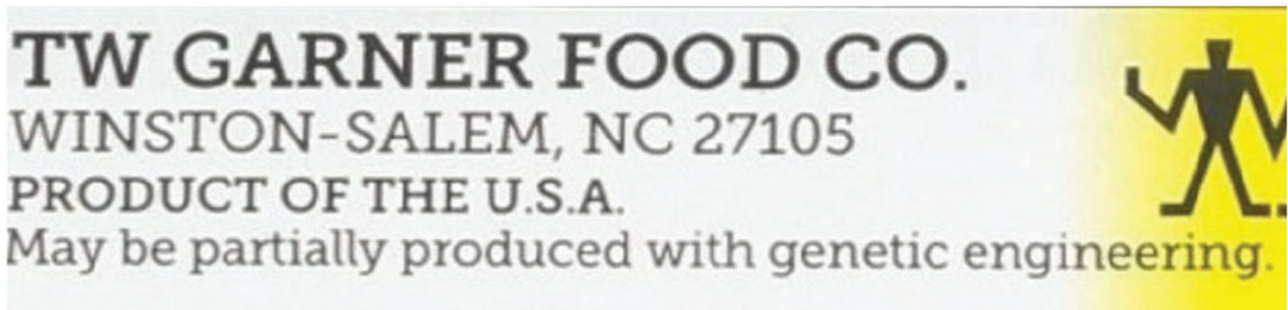 TW GARNER FOOD CO.
WINSTON-SALEM, NC 27105
PRODUCT OF THE U.S.A.
May be partially produced with genetic engineering.